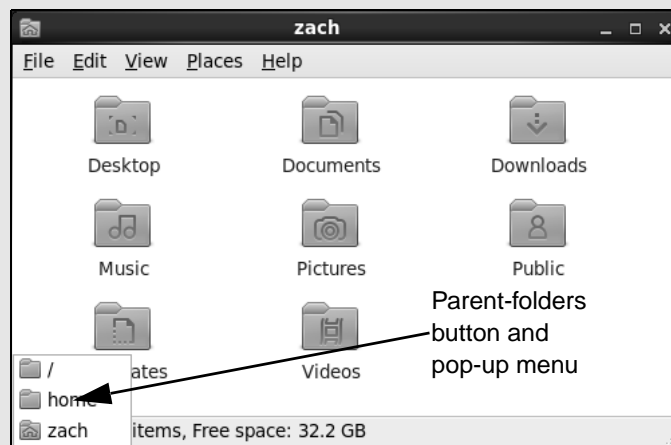 zach
File Edit View Places Help
Desktop Documents Downloads
Music Pictures Public
Parent-folders
button and
pop-up menu
ates Videos
/
home
zach items, Free space: 32.2 GB